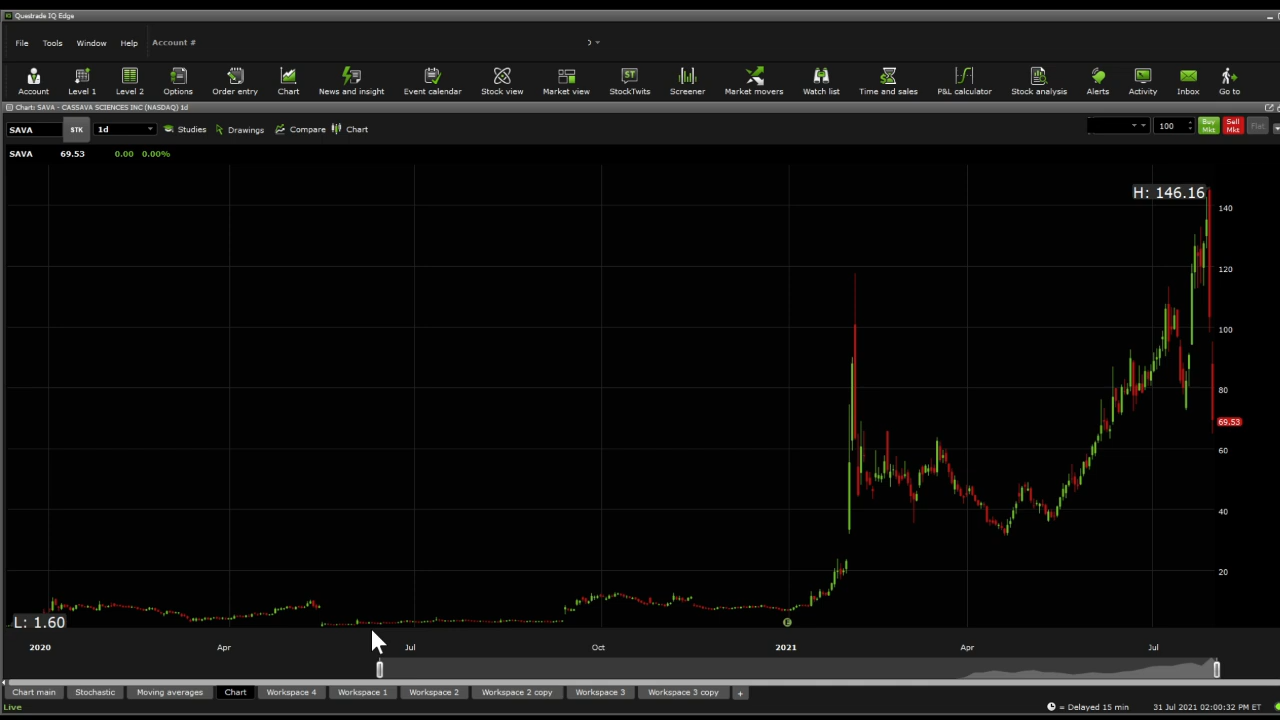 Questrade IQ Edge
File Tools Window Help Account #
Account Level 1 Level 2 Options Order entry Chart News and insight Event calendar Stock view Market view StockTwits Screener Market movers Watch list Time and sales P&L calculator Stock analysis Alerts Activity Inbox Go to
Chart: SAVA - CASSAVA SCIENCES INC (NASDAQ) 1d
SAVA STK 1d Studies Drawings Compare Chart 100 Buy Mkt Sell Mkt Flat
SAVA 69.53 0.00 0.00%
H: 146.16
140
120
100
80
69.53
60
40
20
L: 1.60
E
2020 Apr Jul Oct 2021 Apr Jul
Chart main Stochastic Moving averages Chart Workspace 4 Workspace 1 Workspace 2 Workspace 2 copy Workspace 3 Workspace 3 copy +
Live = Delayed 15 min 31 Jul 2021 02:00:32 PM ET